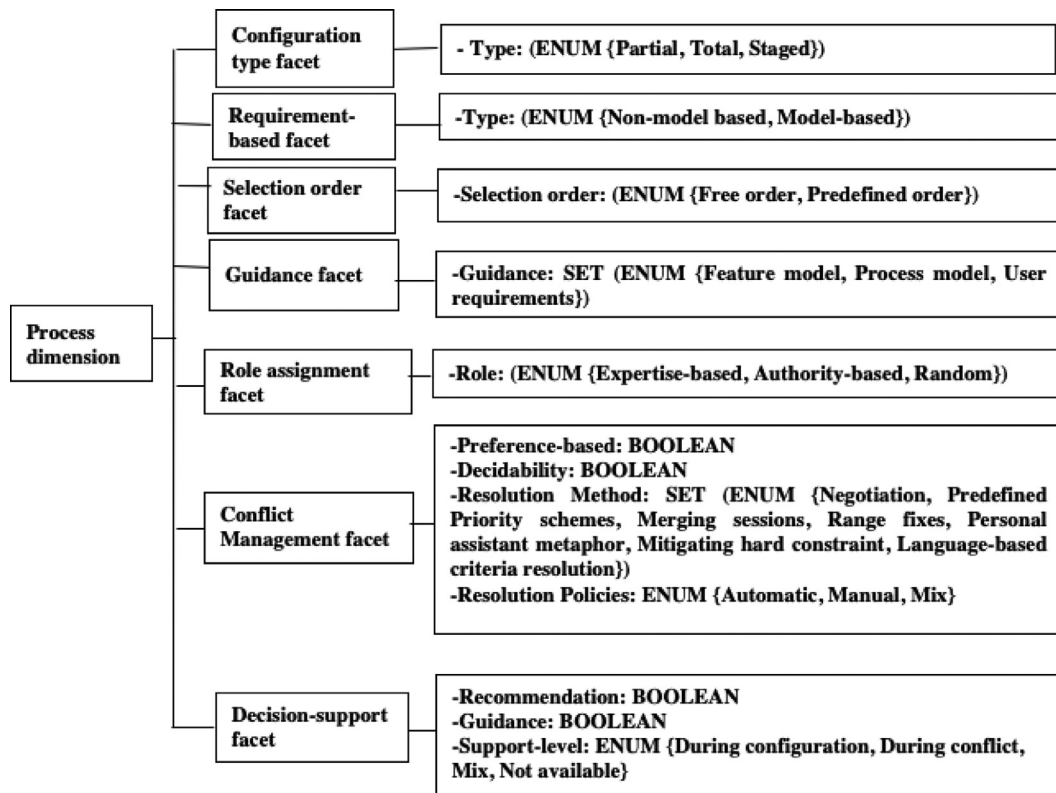 Configuration
type facet
- Type: (ENUM {Partial, Total, Staged})
Requirement-
based facet
-Type: (ENUM {Non-model based, Model-based})
Selection order
facet
-Selection order: (ENUM {Free order, Predefined order})
Guidance facet
-Guidance: SET (ENUM {Feature model, Process model, User
requirements})
Process
dimension
Role assignment
facet
-Role: (ENUM {Expertise-based, Authority-based, Random})
Conflict
Management facet
-Preference-based: BOOLEAN
-Decidability: BOOLEAN
-Resolution Method: SET (ENUM {Negotiation, Predefined
Priority schemes, Merging sessions, Range fixes, Personal
assistant metaphor, Mitigating hard constraint, Language-based
criteria resolution})
-Resolution Policies: ENUM {Automatic, Manual, Mix}
Decision-support
facet
-Recommendation: BOOLEAN
-Guidance: BOOLEAN
-Support-level: ENUM {During configuration, During conflict,
Mix, Not available}